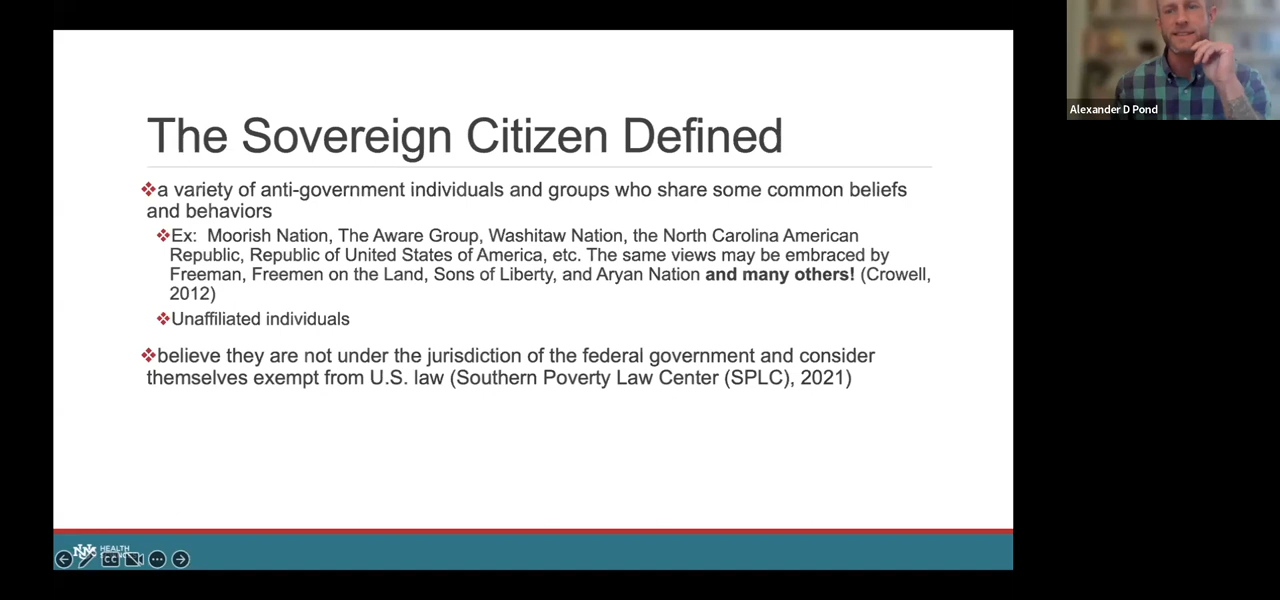 The Sovereign Citizen Defined
❖a variety of anti-government individuals and groups who share some common beliefs
and behaviors
❖Ex: Moorish Nation, The Aware Group, Washitaw Nation, the North Carolina American
Republic, Republic of United States of America, etc. The same views may be embraced by
Freeman, Freemen on the Land, Sons of Liberty, and Aryan Nation and many others! (Crowell,
2012)
❖Unaffiliated individuals
❖believe they are not under the jurisdiction of the federal government and consider
themselves exempt from U.S. law (Southern Poverty Law Center (SPLC), 2021)
Alexander D Pond
HEALTH
CC